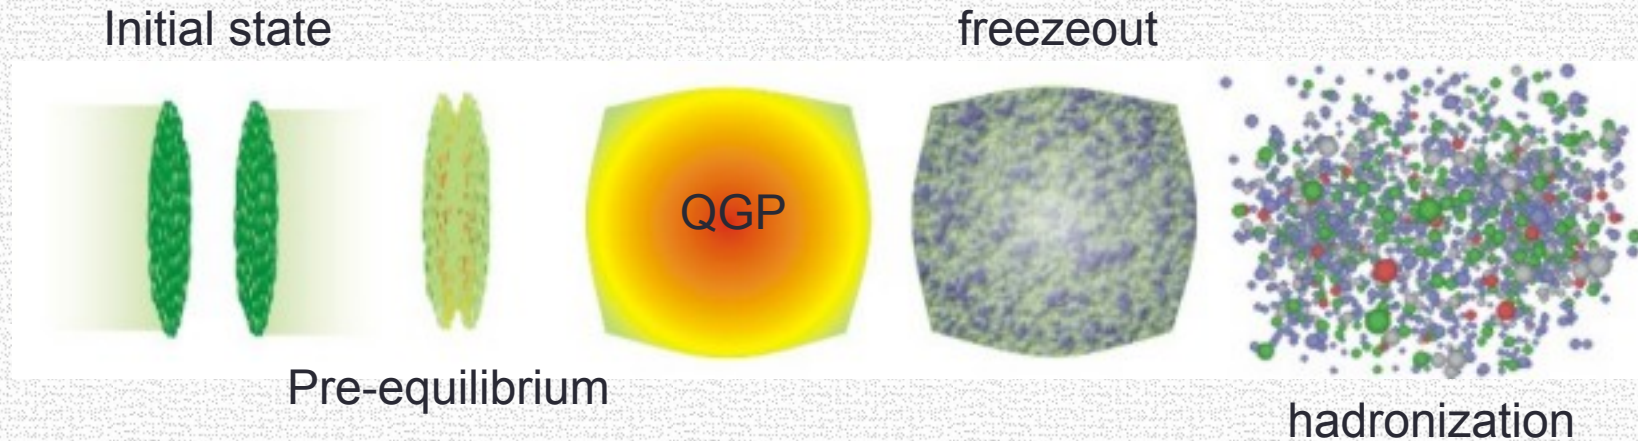 Initial state
freezeout
QGP
Pre-equilibrium
hadronization